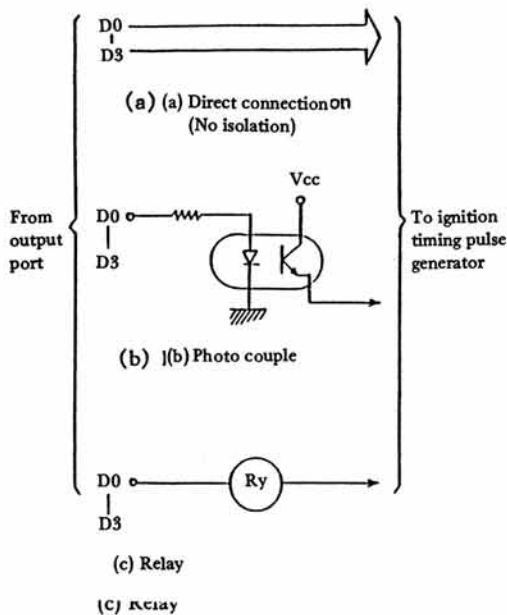 D0
D3
(a) (a) Direct connection on
(No isolation)
From
output
port
To ignition
timing pulse
generator
Vcc
D0
D3
(b) )(b) Photo couple
D0
Ry
D3
(c) Relay
(c) Relay